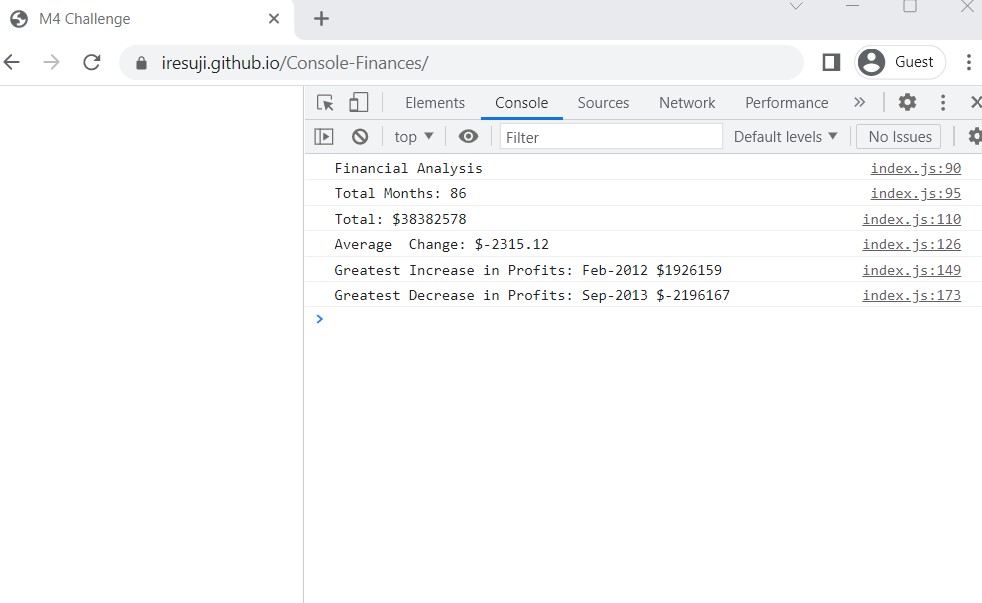 M4 Challenge
iresuji.github.io/Console-Finances/
Guest
Elements Console Sources Network Performance
top Filter Default levels No Issues
Financial Analysis index.js:90
Total Months: 86 index.js:95
Total: $38382578 index.js:110
Average  Change: $-2315.12 index.js:126
Greatest Increase in Profits: Feb-2012 $1926159 index.js:149
Greatest Decrease in Profits: Sep-2013 $-2196167 index.js:173